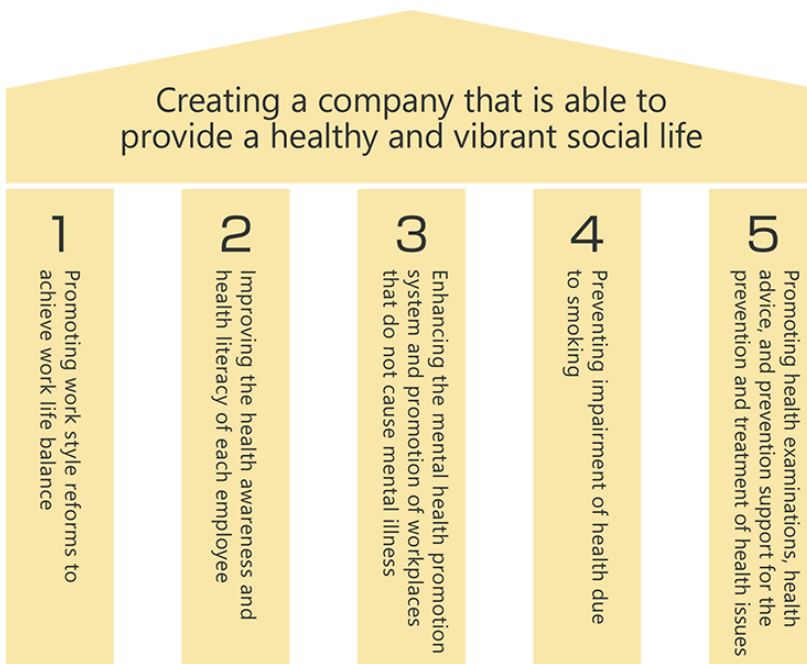 Creating a company that is able to
provide a healthy and vibrant social life
1
Promoting work style reforms to
achieve work life balance
2
Improving the health awareness and
health literacy of each employee
3
Enhancing the mental health promotion
system and promotion of workplaces
that do not cause mental illness
4
Preventing impairment of health due
to smoking
5
Promoting health examinations, health
advice, and prevention support for the
prevention and treatment of health issues